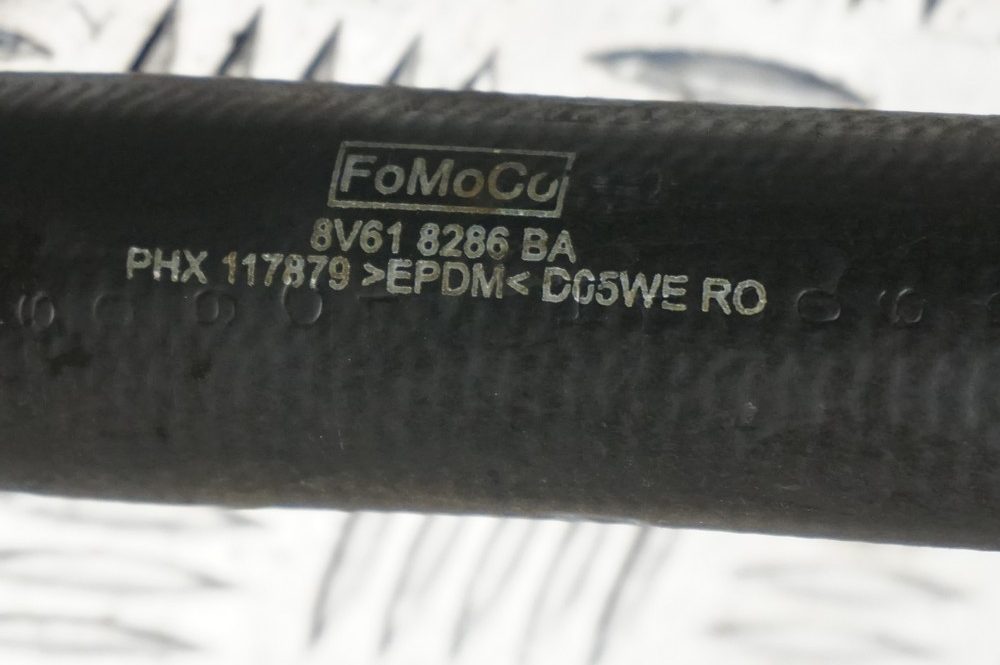 FoMoCo
8V61 8286 BA
PHX 117879 >EPDM< D05WE RO